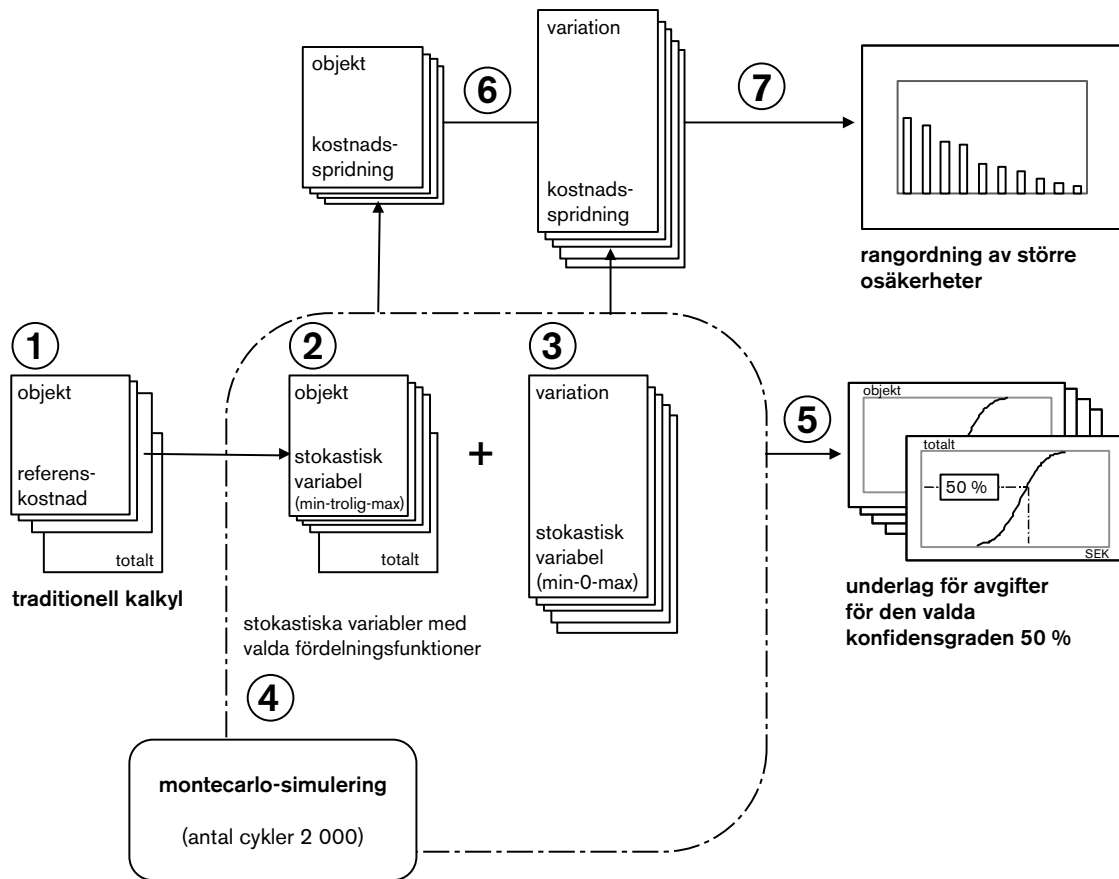 objekt
kostnads-
spridning
6
variation
kostnads-
spridning
7
rangordning av större
osäkerheter
1
objekt
referens-
kostnad
totalt
traditionell kalkyl
2
objekt
stokastisk
variabel
(min-trolig-max)
totalt
+
3
variation
stokastisk
variabel
(min-0-max)
stokastiska variabler med
valda fördelningsfunktioner
4
montecarlo-simulering
(antal cykler 2 000)
5
objekt
totalt
50 %
SEK
underlag för avgifter
för den valda
konfidensgraden 50 %